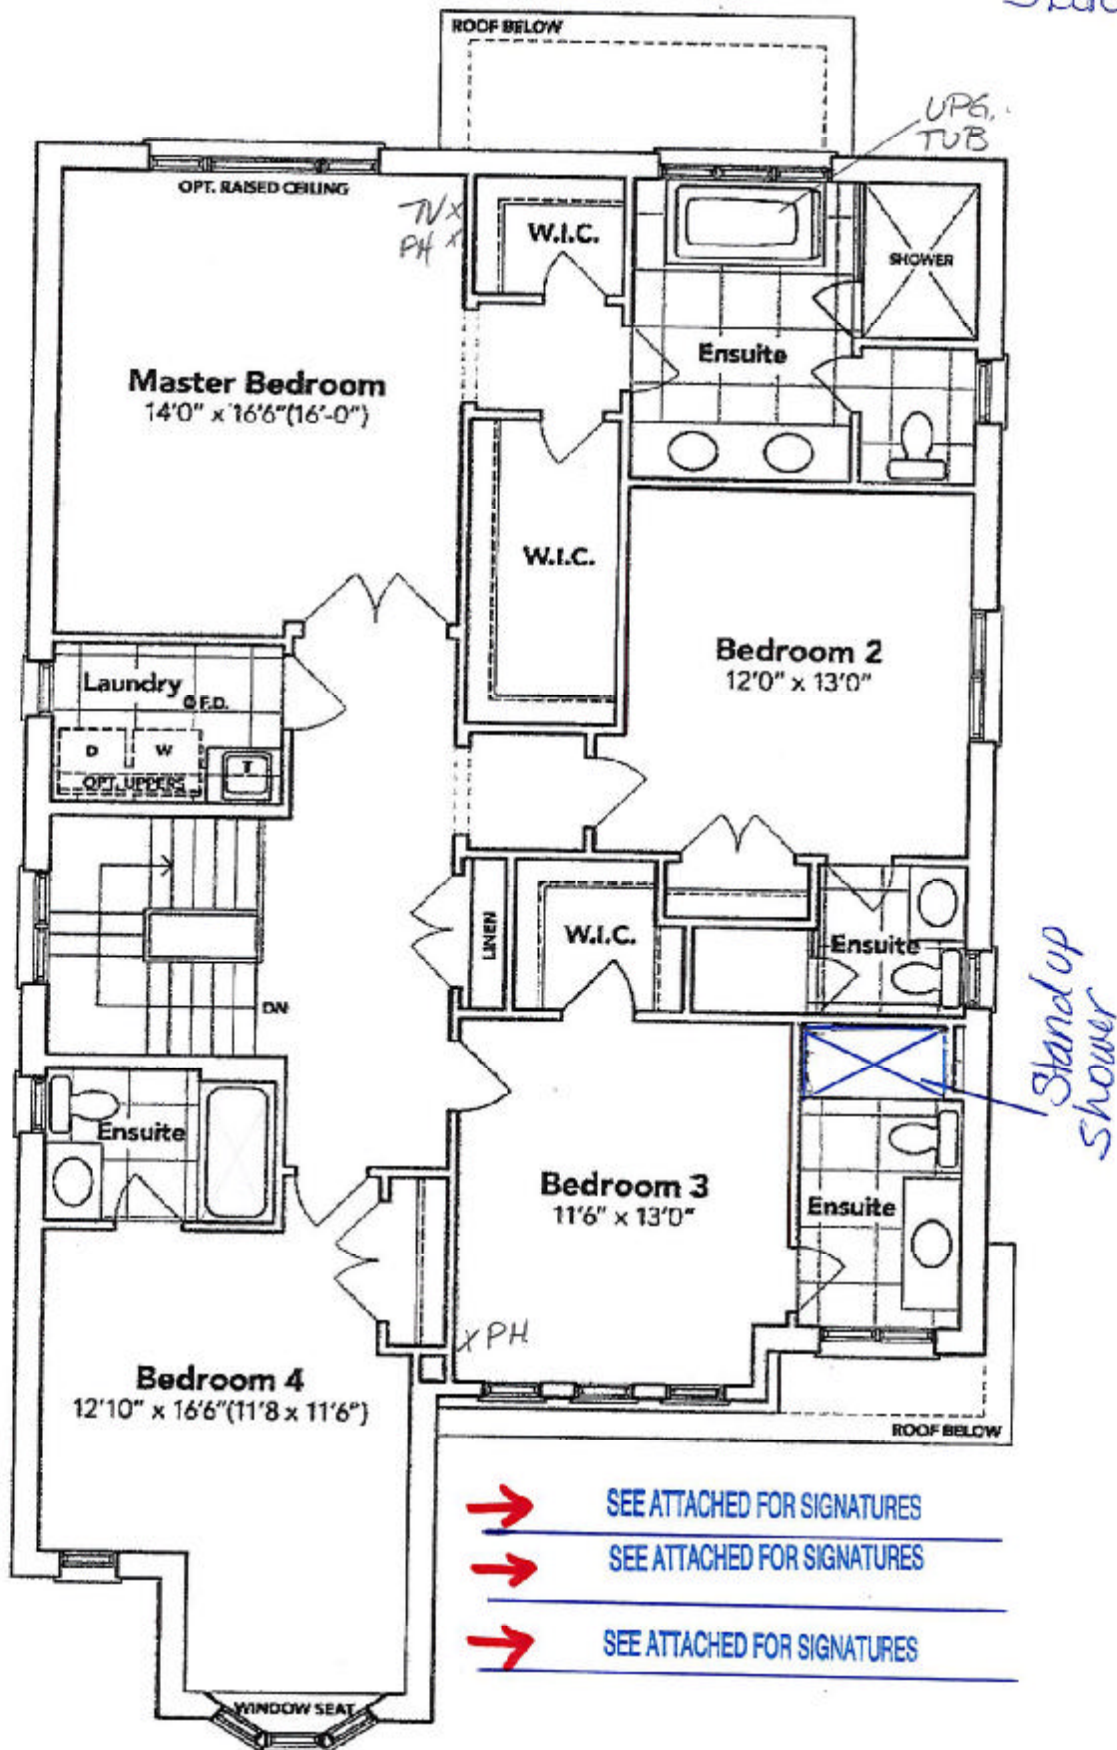 ROOF BELOW
UPG.
TUB
OPT. RAISED CEILING
TV X
PH X
W.I.C.
SHOWER
Ensuite
Master Bedroom
14'0" x 16'6"(16'-0")
W.I.C.
Bedroom 2
12'0" x 13'0"
Laundry
F.D.
D
W
T
OPT. UPPERS
LINEN
W.I.C.
Ensuite
DN
Stand up
shower
Ensuite
Bedroom 3
11'6" x 13'0"
Ensuite
X PH
Bedroom 4
12'10" x 16'6"(11'8 x 11'6")
ROOF BELOW
SEE ATTACHED FOR SIGNATURES
SEE ATTACHED FOR SIGNATURES
SEE ATTACHED FOR SIGNATURES
WINDOW SEAT